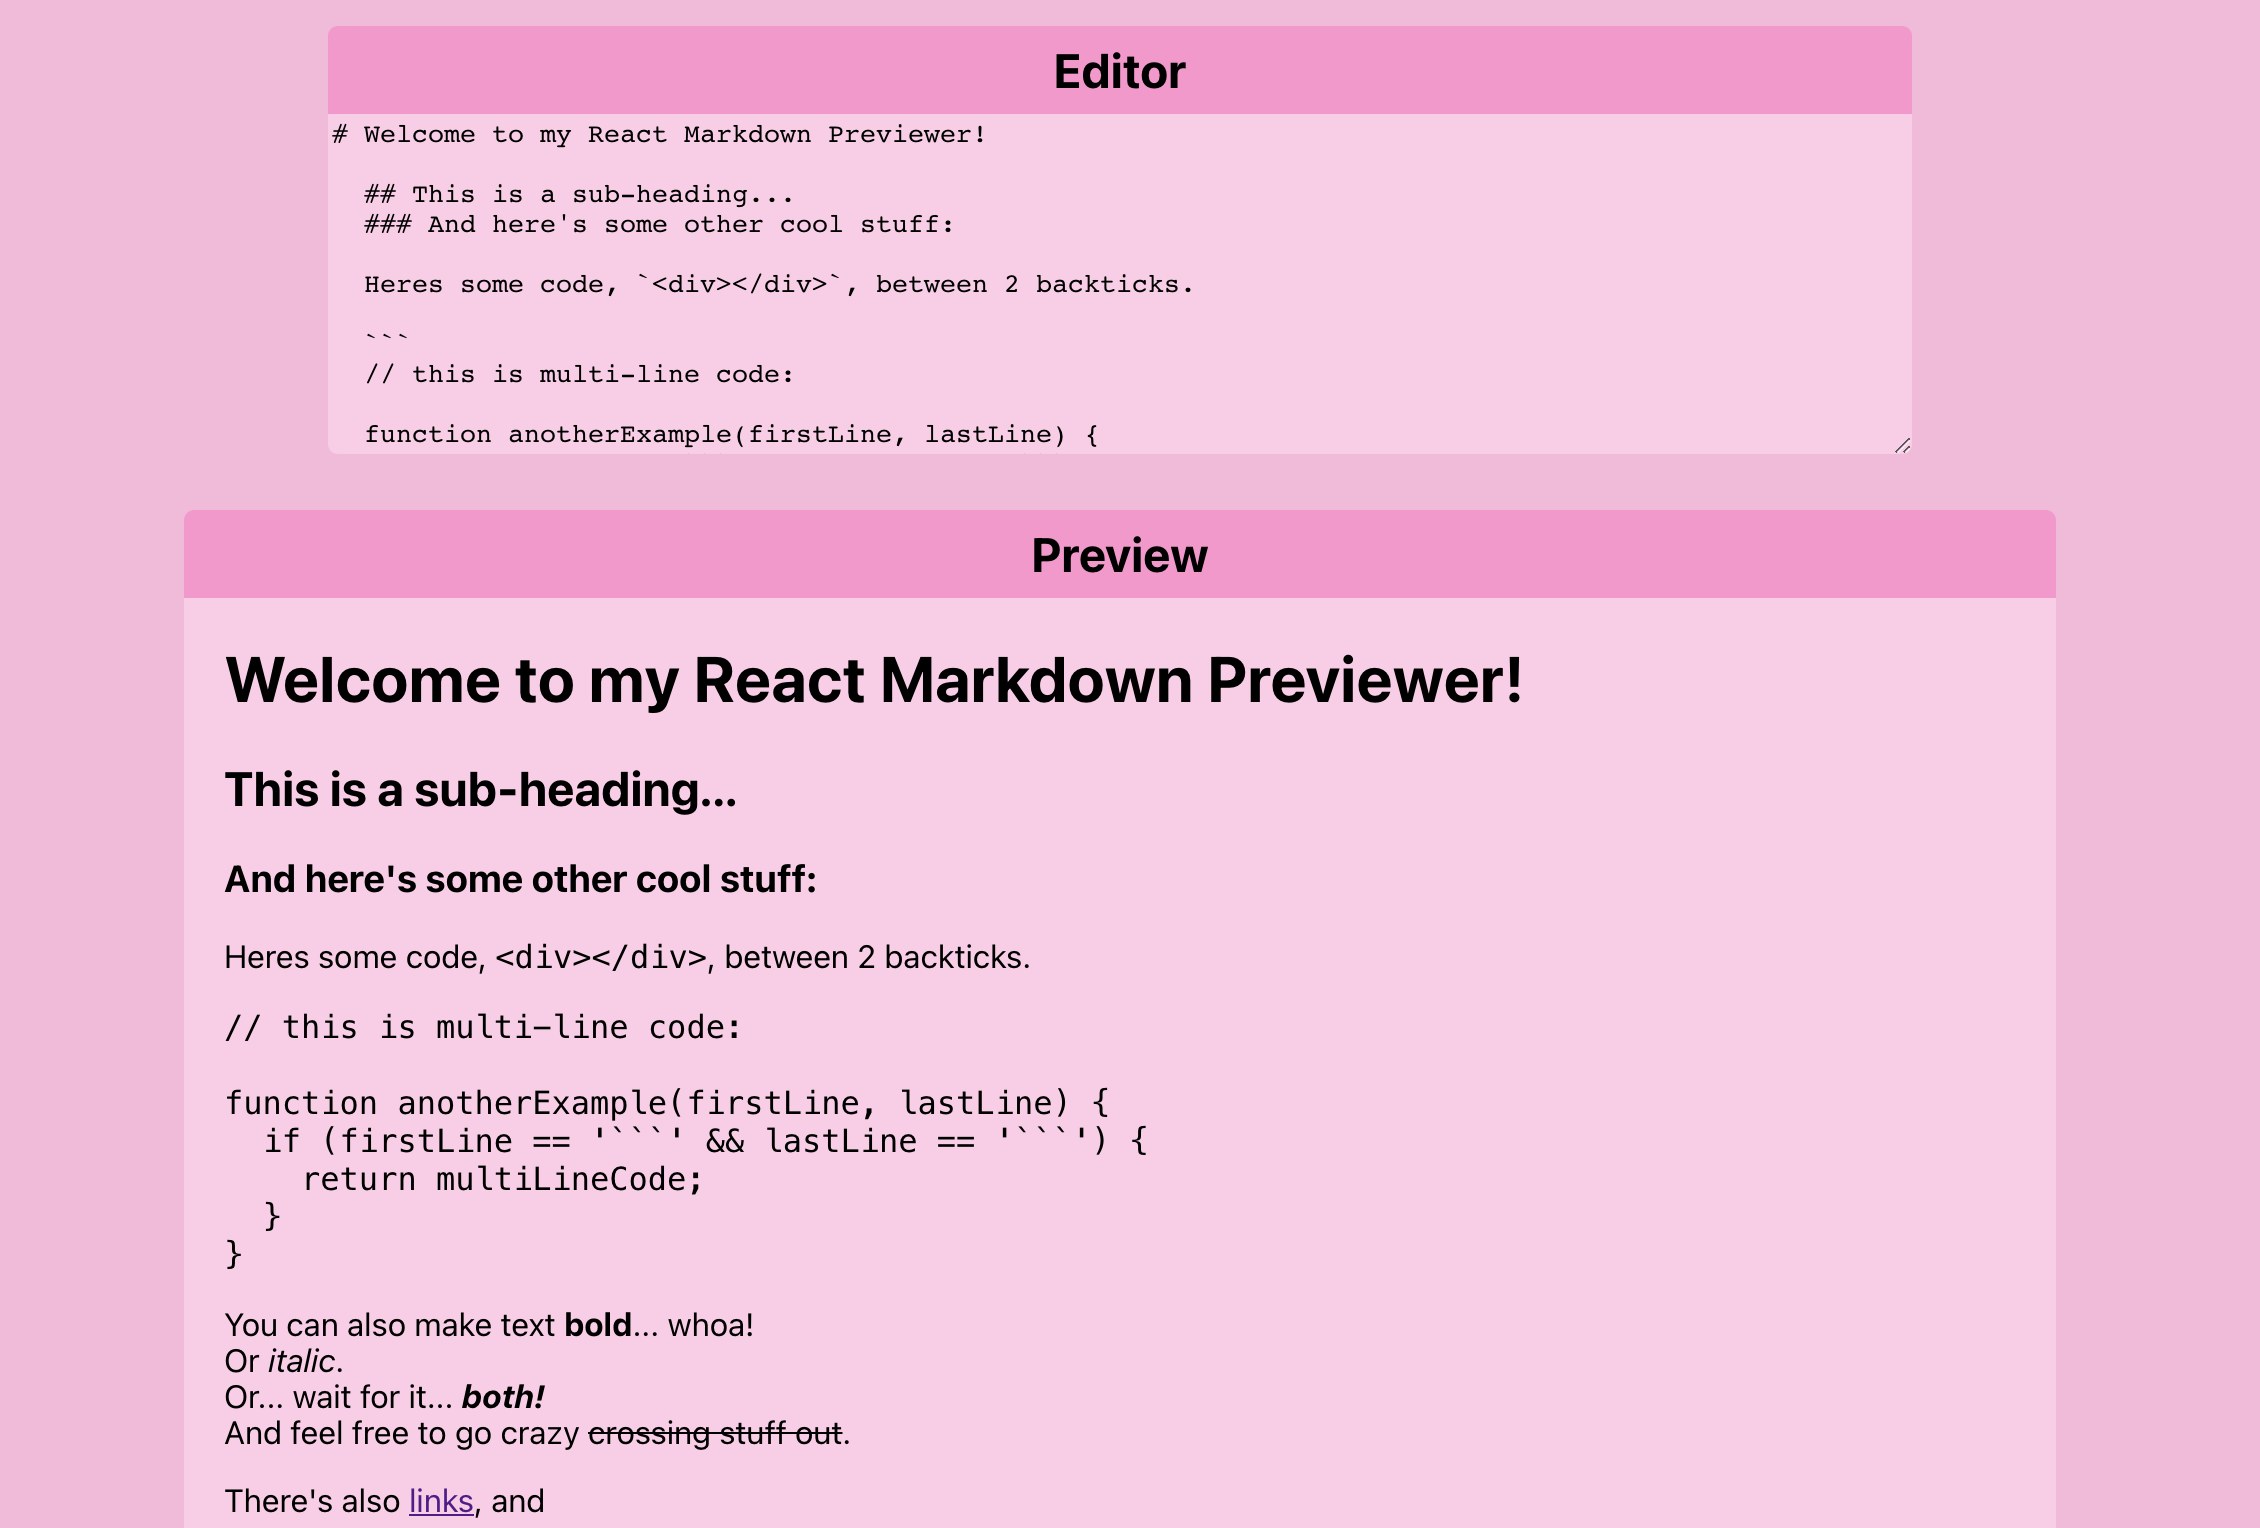 Editor
# Welcome to my React Markdown Previewer!
## This is a sub-heading...
### And here's some other cool stuff:
Heres some code, `<div></div>`, between 2 backticks.
```
// this is multi-line code:
function anotherExample(firstLine, lastLine) {
Preview
Welcome to my React Markdown Previewer!
This is a sub-heading...
And here's some other cool stuff:
Heres some code, <div></div>, between 2 backticks.
// this is multi-line code:
function anotherExample(firstLine, lastLine) {
  if (firstLine == '```' && lastLine == '```') {
    return multiLineCode;
  }
}
You can also make text bold... whoa!
Or italic.
Or... wait for it... both!
And feel free to go crazy crossing stuff out.
There's also links, and